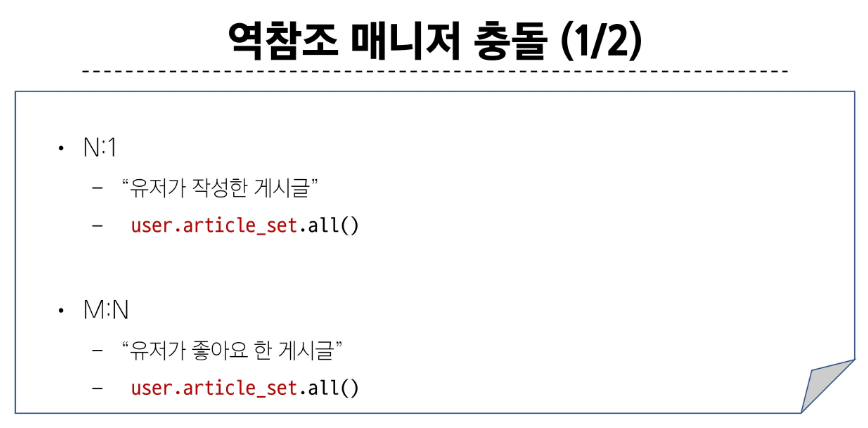 역참조 매니저 충돌 (1/2)
• N:1
– “유저가 작성한 게시글”
– user.article_set.all()
• M:N
– “유저가 좋아요 한 게시글”
– user.article_set.all()